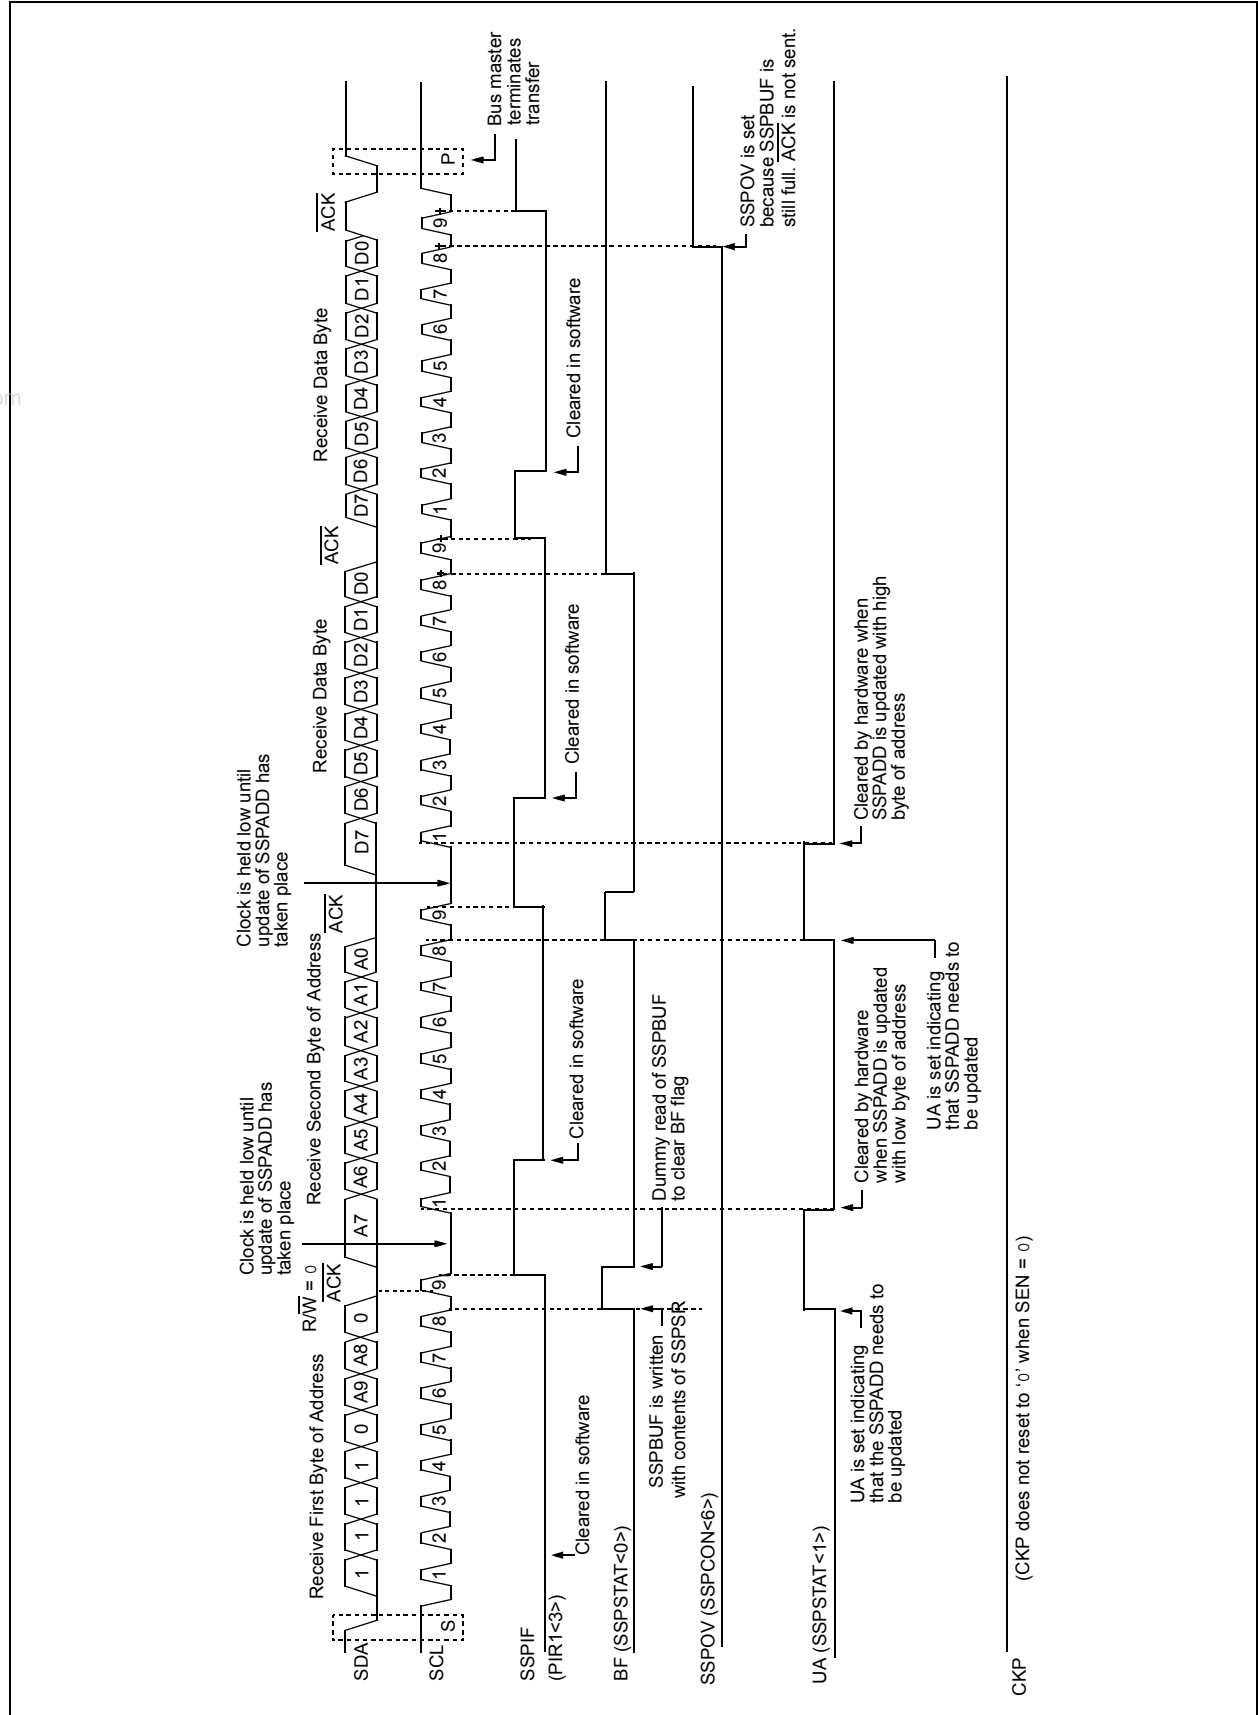 Receive First Byte of Address
R/W = 0
ACK
Clock is held low until
update of SSPADD has
taken place
Receive Second Byte of Address
ACK
Clock is held low until
update of SSPADD has
taken place
Receive Data Byte
ACK
Receive Data Byte
ACK
SDA
1 1 1 1 0 A9 A8 0 A7 A6 A5 A4 A3 A2 A1 A0 D7 D6 D5 D4 D3 D2 D1 D0 D7 D6 D5 D4 D3 D2 D1 D0
SCL
S 1 2 3 4 5 6 7 8 9 1 2 3 4 5 6 7 8 9 1 2 3 4 5 6 7 8 9 1 2 3 4 5 6 7 8 9 P
Bus master
terminates
transfer
SSPIF
(PIR1<3>)
Cleared in software
Cleared in software
Cleared in software
Cleared in software
BF (SSPSTAT<0>)
SSPBUF is written
with contents of SSPSR
Dummy read of SSPBUF
to clear BF flag
SSPOV (SSPCON<6>)
SSPOV is set
because SSPBUF is
still full. ACK is not sent.
UA (SSPSTAT<1>)
UA is set indicating
that the SSPADD needs to
be updated
Cleared by hardware
when SSPADD is updated
with low byte of address
UA is set indicating
that SSPADD needs to
be updated
Cleared by hardware when
SSPADD is updated with high
byte of address
CKP
(CKP does not reset to ‘0’ when SEN = 0)
om